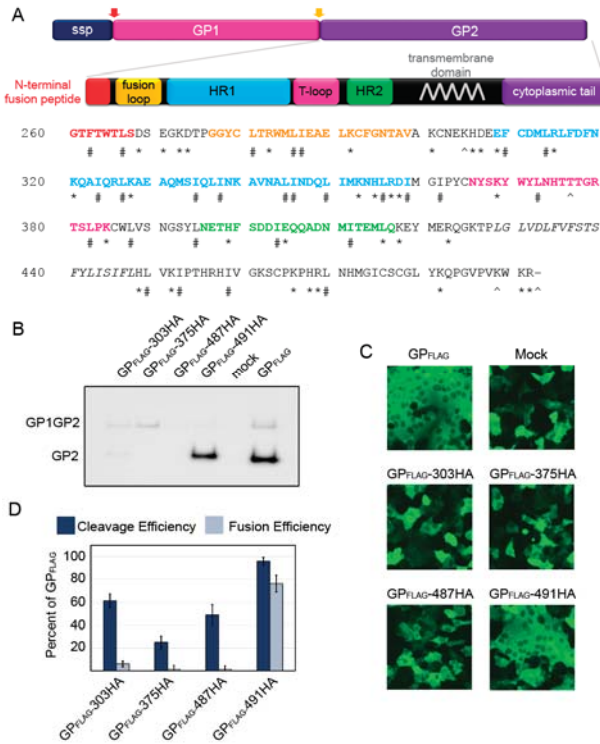 A
ssp
GP1
GP2
transmembrane
domain
N-terminal
fusion peptide
fusion
loop
HR1
T-loop
HR2
cytoplasmic tail
260 GTFTWTLSDS EGKDTPGGYC LTRWMLIEAE LKCFGNTAVA KCNEKHDEEF CDMLRLFDFN
# * ** * # * ## * # ** ^* *# * *
320 KQAIQRLKAE AQMSIQLINK AVNALINDQL IMKNHLRDIM GIPYCNYSKY WYLNHTTTGR
* # # * * # * # # * * #*#** # * ^
380 TSLPKCWLVS NGSYLNETHF SDDIEQQADN MITEMLQKEY MERQGKTPLG LVDLFVFSTS
# # # * #* * # * *
440 FYLISIFLHL VKIPTHRHIV GKSCPKPHRL NHMGICSCGL YKQPGVPVKW KR–
*# *# # *##* # * ^ **^
B
GPFLAG-303HA
GPFLAG-375HA
GPFLAG-487HA
GPFLAG-491HA
mock
GPFLAG
GP1GP2
GP2
C
GPFLAG
Mock
GPFLAG-303HA
GPFLAG-375HA
GPFLAG-487HA
GPFLAG-491HA
D
Cleavage Efficiency
Fusion Efficiency
Percent of GPFLAG
100
80
60
40
20
GPFLAG-303HA
GPFLAG-375HA
GPFLAG-487HA
GPFLAG-491HA